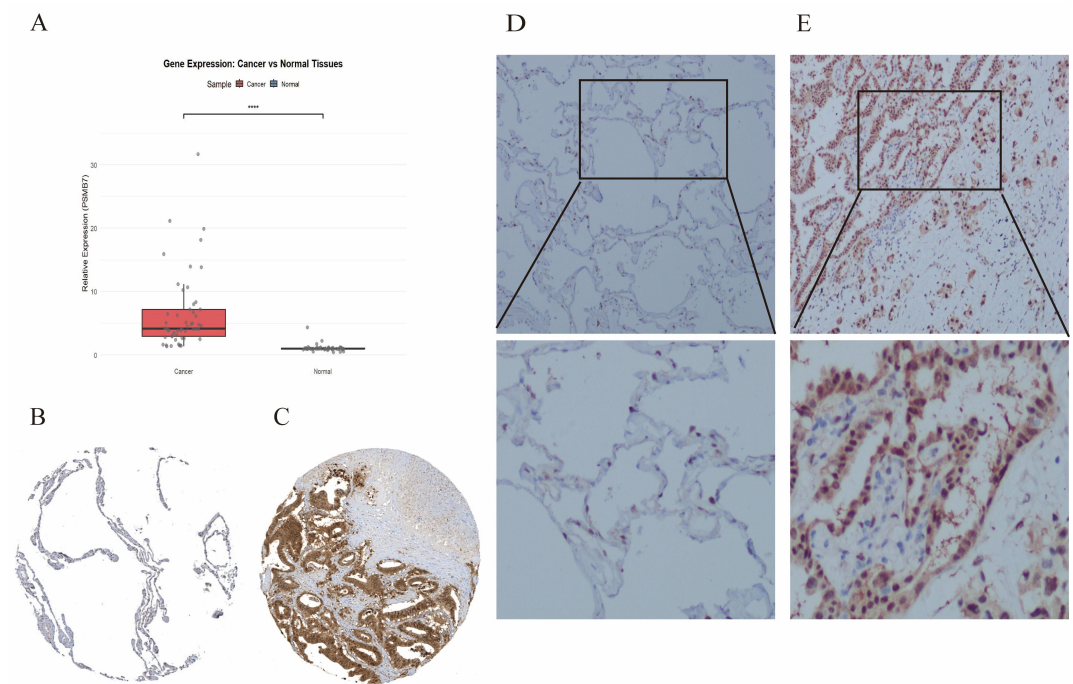 A
D
E
Gene Expression: Cancer vs Normal Tissues
Sample Cancer Normal
****
Relative Expression (PSMB7)
30
20
10
0
Cancer Normal
B
C